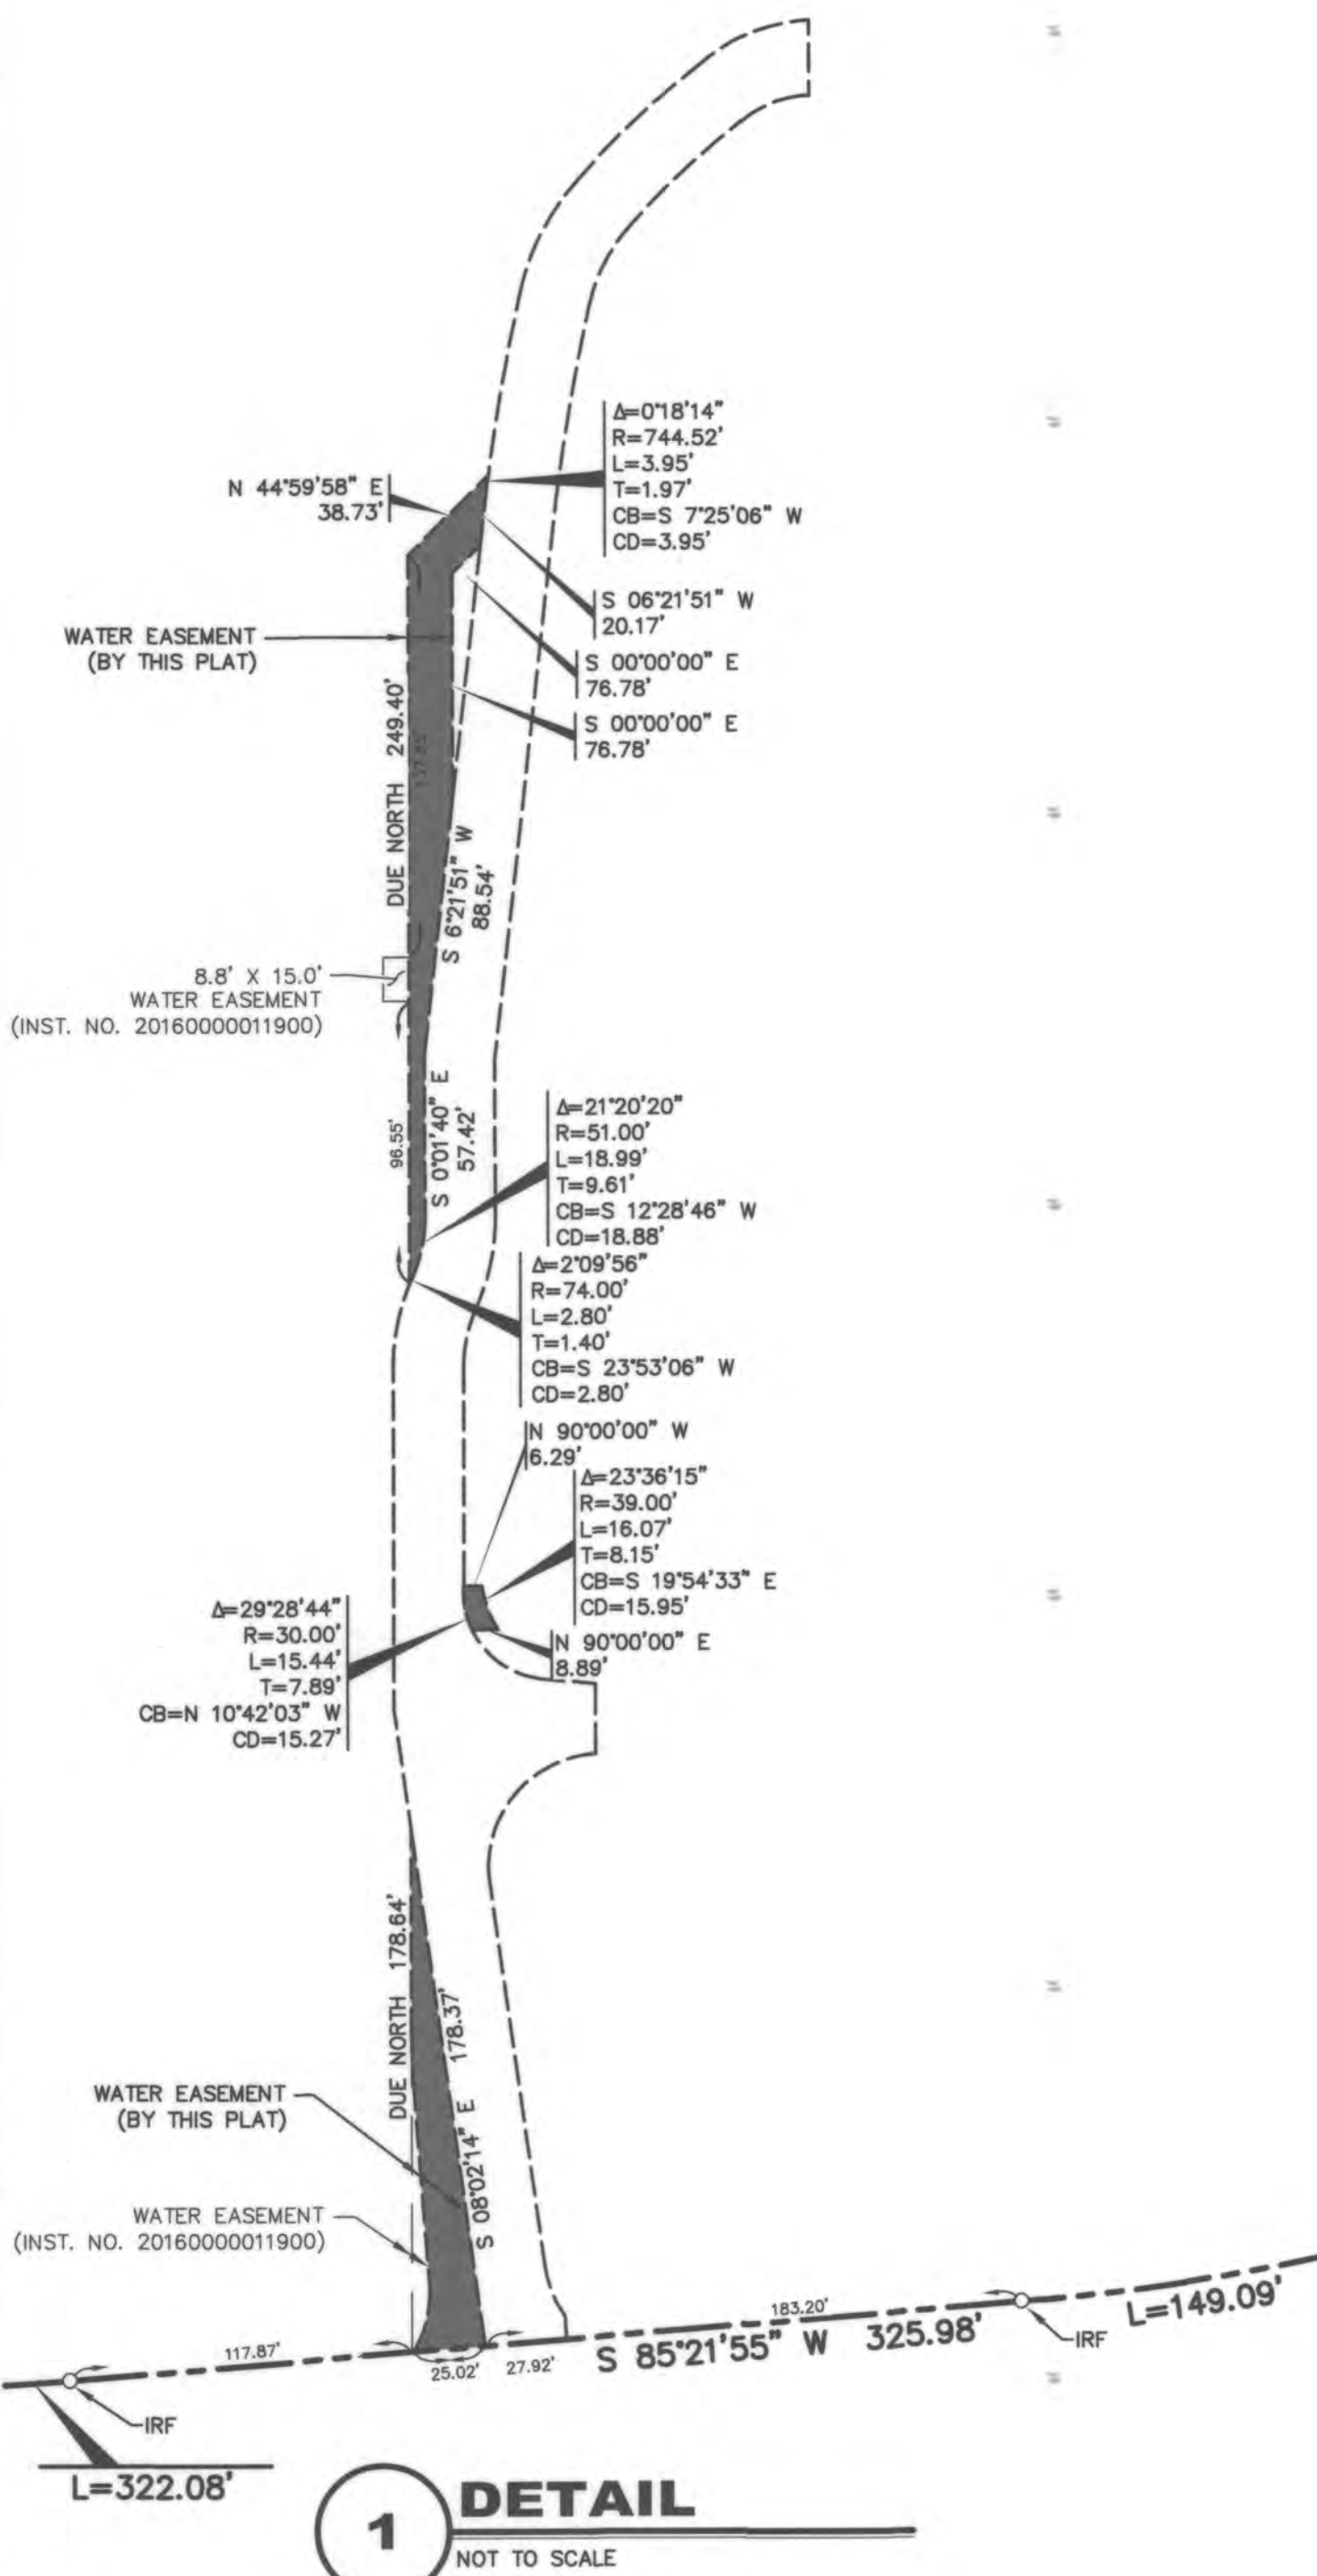 Δ=0°18'14"
R=744.52'
L=3.95'
T=1.97'
CB=S 7°25'06" W
CD=3.95'
N 44°59'58" E
38.73'
S 06°21'51" W
20.17'
WATER EASEMENT
(BY THIS PLAT)
S 00°00'00" E
76.78'
S 00°00'00" E
76.78'
DUE NORTH 249.40'
S 6°21'51" W
88.54'
8.8' X 15.0'
WATER EASEMENT
(INST. NO. 20160000011900)
96.55'
S 0°01'40" E
57.42'
Δ=21°20'20"
R=51.00'
L=18.99'
T=9.61'
CB=S 12°28'46" W
CD=18.88'
Δ=2°09'56"
R=74.00'
L=2.80'
T=1.40'
CB=S 23°53'06" W
CD=2.80'
N 90°00'00" W
6.29'
Δ=23°36'15"
R=39.00'
L=16.07'
T=8.15'
CB=S 19°54'33" E
CD=15.95'
Δ=29°28'44"
R=30.00'
L=15.44'
T=7.89'
CB=N 10°42'03" W
CD=15.27'
N 90°00'00" E
8.89'
DUE NORTH 178.64'
S 08°02'14" E 178.37'
WATER EASEMENT
(BY THIS PLAT)
WATER EASEMENT
(INST. NO. 20160000011900)
117.87'
25.02'
27.92'
183.20'
S 85°21'55" W 325.98'
L=149.09'
IRF
IRF
L=322.08'
1
DETAIL
NOT TO SCALE